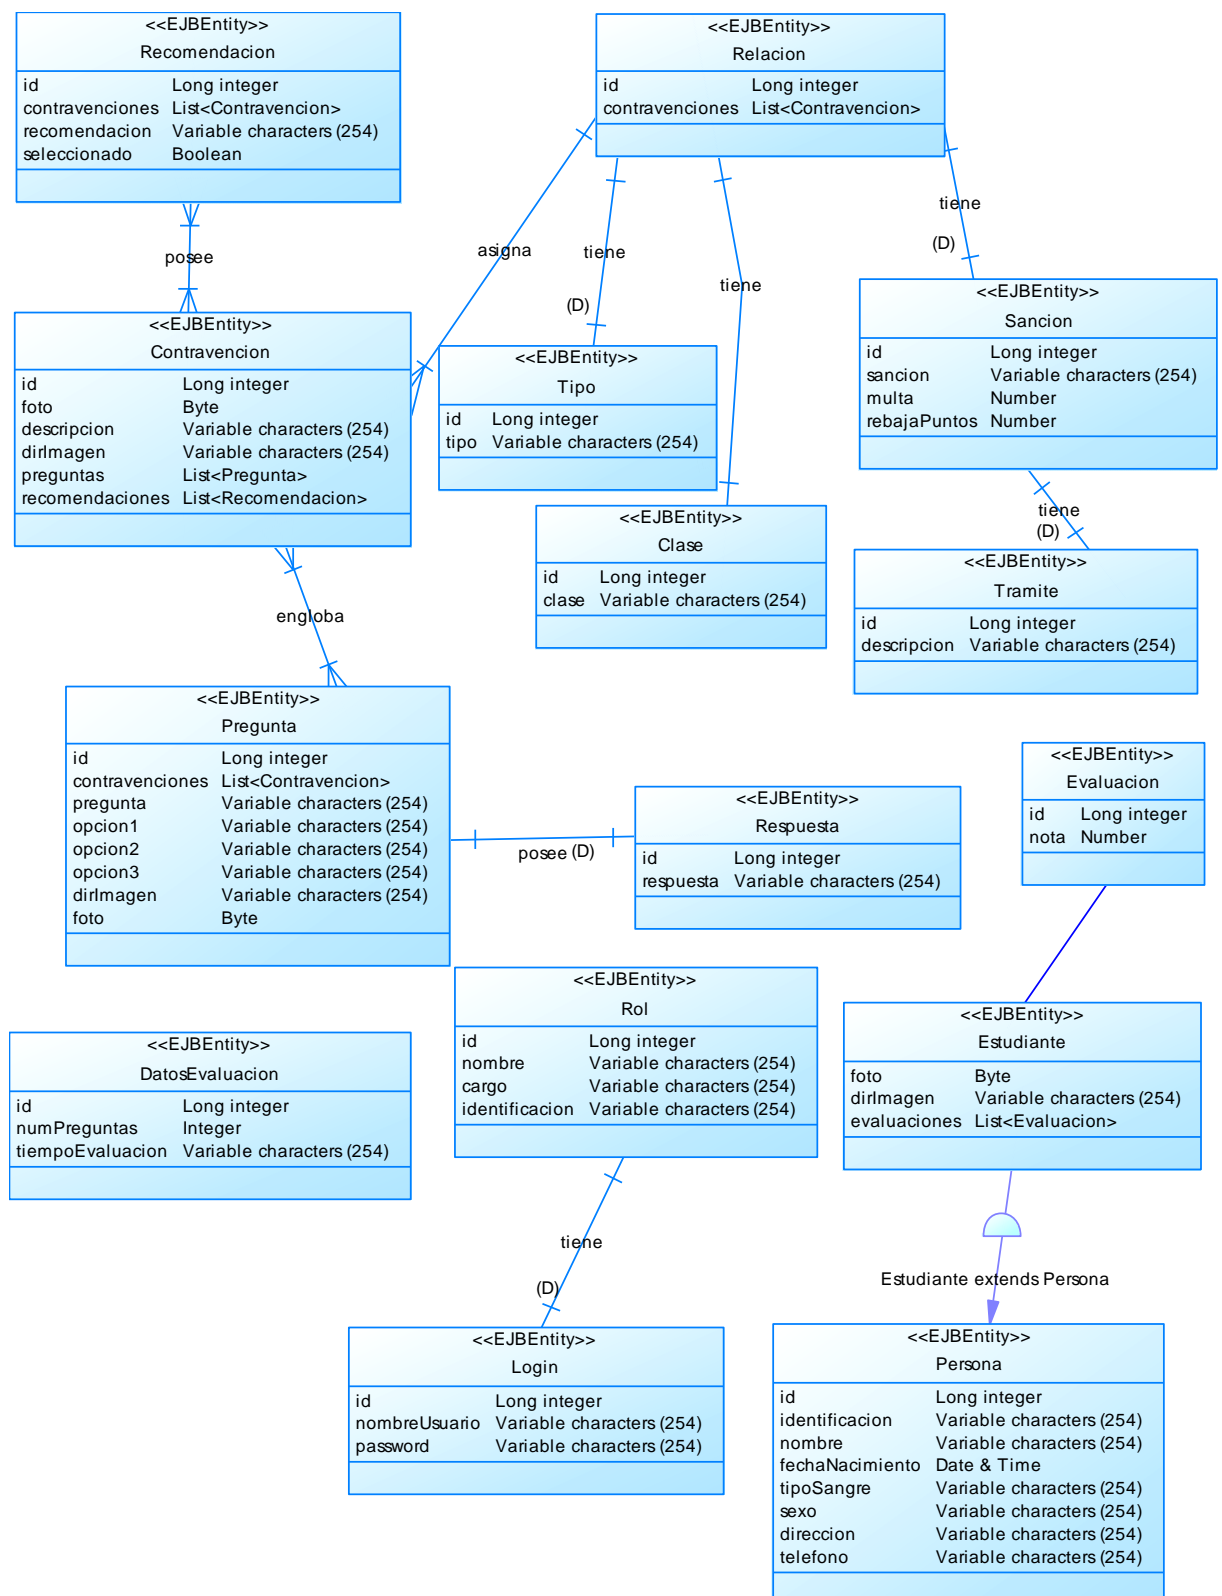 <<EJBEntity>>
Recomendacion
id Long integer
contravenciones List<Contravencion>
recomendacion Variable characters (254)
seleccionado Boolean
<<EJBEntity>>
Relacion
id Long integer
contravenciones List<Contravencion>
posee
asigna
tiene
(D)
tiene
tiene
(D)
<<EJBEntity>>
Contravencion
id Long integer
foto Byte
descripcion Variable characters (254)
dirImagen Variable characters (254)
preguntas List<Pregunta>
recomendaciones List<Recomendacion>
<<EJBEntity>>
Tipo
id Long integer
tipo Variable characters (254)
<<EJBEntity>>
Sancion
id Long integer
sancion Variable characters (254)
multa Number
rebajaPuntos Number
tiene
(D)
<<EJBEntity>>
Clase
id Long integer
clase Variable characters (254)
<<EJBEntity>>
Tramite
id Long integer
descripcion Variable characters (254)
engloba
<<EJBEntity>>
Pregunta
id Long integer
contravenciones List<Contravencion>
pregunta Variable characters (254)
opcion1 Variable characters (254)
opcion2 Variable characters (254)
opcion3 Variable characters (254)
dirImagen Variable characters (254)
foto Byte
posee (D)
<<EJBEntity>>
Respuesta
id Long integer
respuesta Variable characters (254)
<<EJBEntity>>
Evaluacion
id Long integer
nota Number
<<EJBEntity>>
DatosEvaluacion
id Long integer
numPreguntas Integer
tiempoEvaluacion Variable characters (254)
<<EJBEntity>>
Rol
id Long integer
nombre Variable characters (254)
cargo Variable characters (254)
identificacion Variable characters (254)
<<EJBEntity>>
Estudiante
foto Byte
dirImagen Variable characters (254)
evaluaciones List<Evaluacion>
tiene
(D)
Estudiante extends Persona
<<EJBEntity>>
Login
id Long integer
nombreUsuario Variable characters (254)
password Variable characters (254)
<<EJBEntity>>
Persona
id Long integer
identificacion Variable characters (254)
nombre Variable characters (254)
fechaNacimiento Date & Time
tipoSangre Variable characters (254)
sexo Variable characters (254)
direccion Variable characters (254)
telefono Variable characters (254)